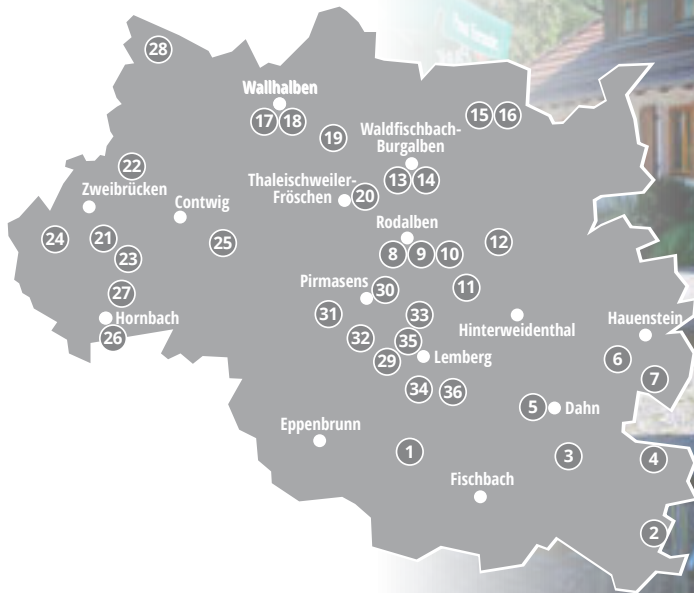 28
Wallhalben
17 18
19
15 16
Waldfischbach-
Burgalben
13 14
22
Zweibrücken
Thaleischweiler-
Fröschen
20
Contwig
24
21
23
25
Rodalben
8 9 10
12
11
Pirmasens
30
27
Hornbach
26
31
33
32
35
29
Lemberg
Hinterweidenthal
Hauenstein
6
7
34 36
5
Dahn
Eppenbrunn
1
3
4
Fischbach
2